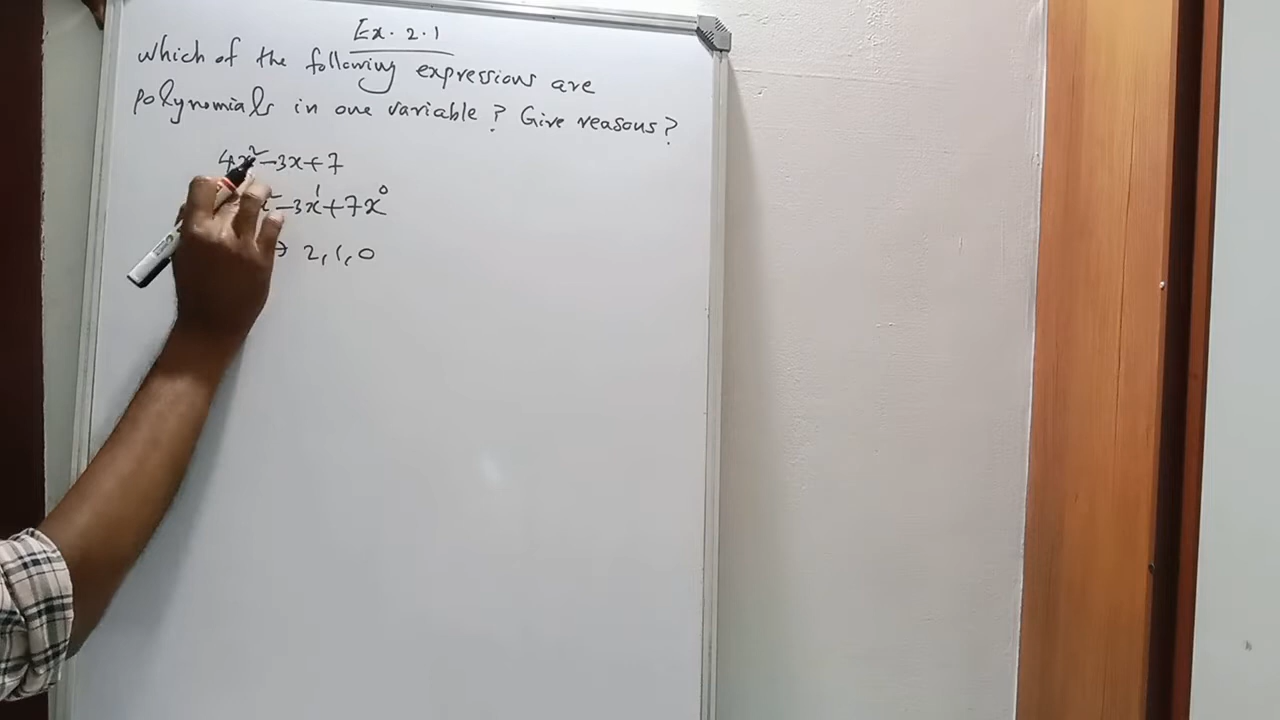 Ex. 2.1
Which of the following expressions are
polynomials in one variable? Give reasons?
4x²-3x+7
x²-3x¹+7x⁰
→ 2,1,0